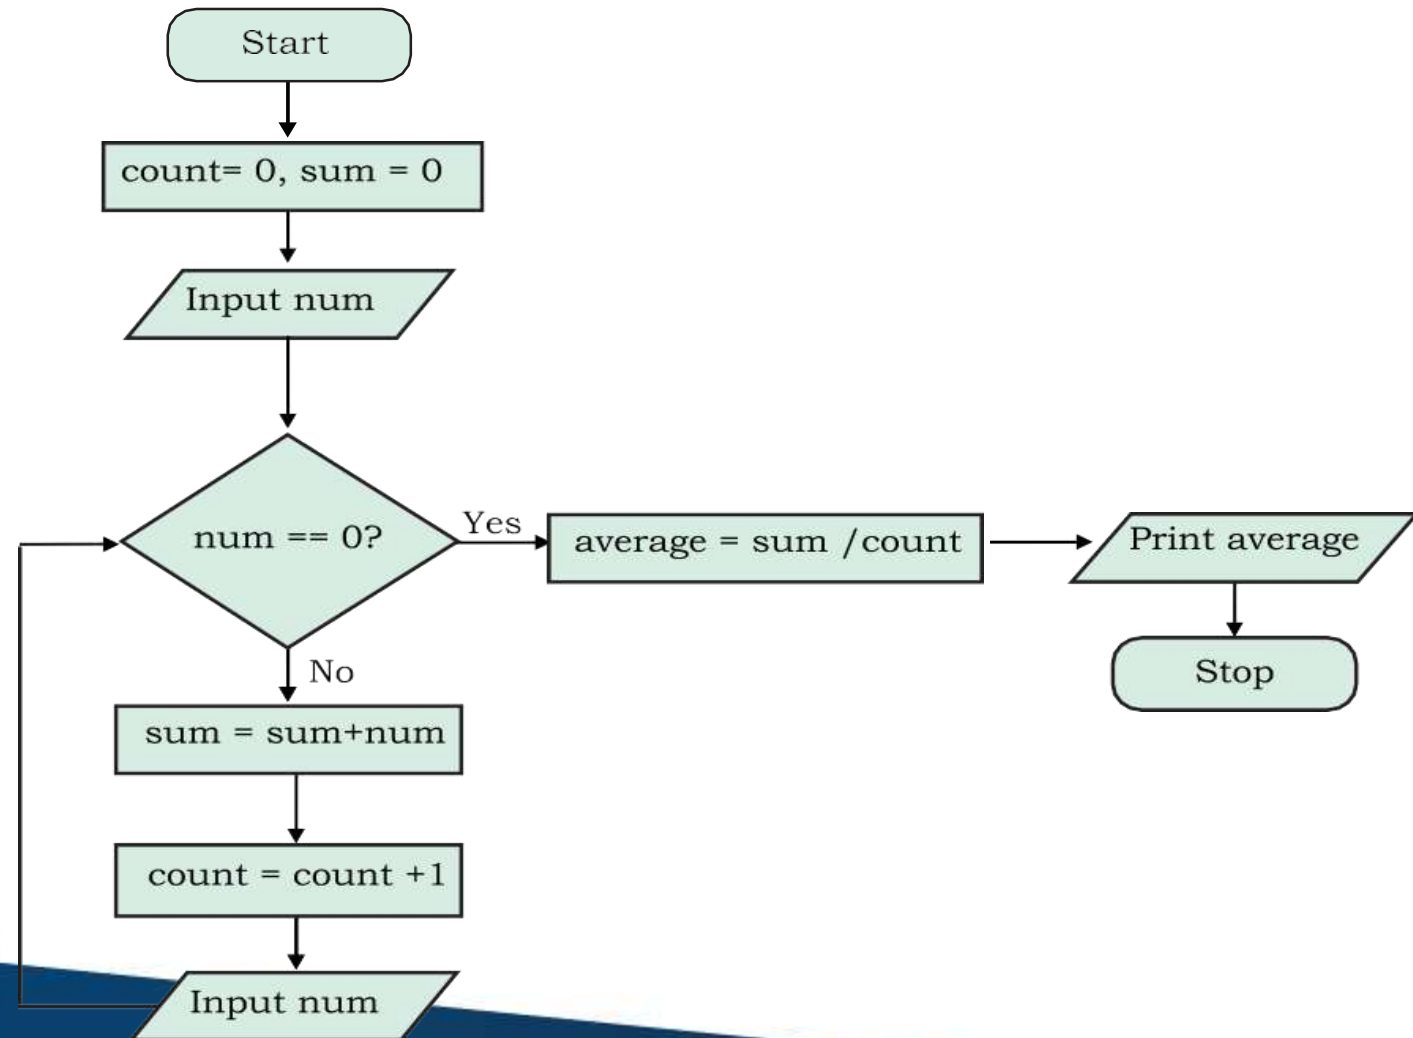 Start
count= 0, sum = 0
Input num
num == 0?
Yes
average = sum /count
Print average
Stop
No
sum = sum+num
count = count +1
Input num